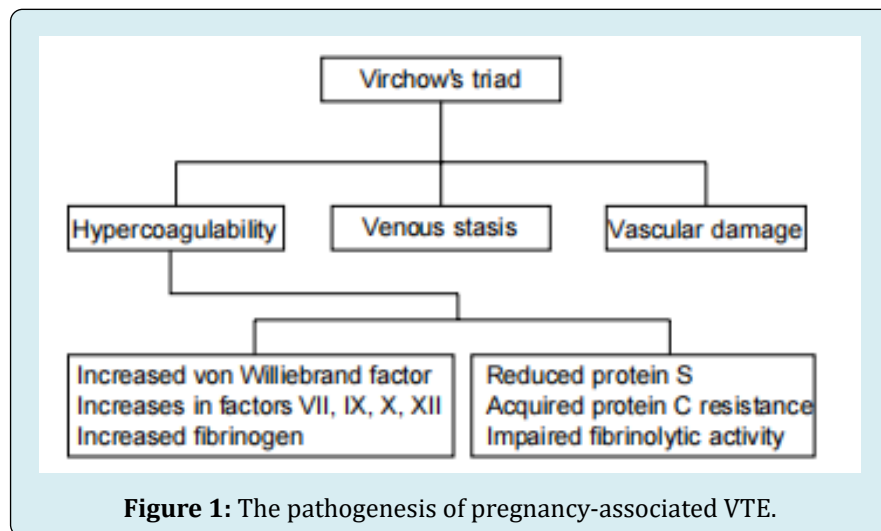 Virchow's triad
Hypercoagulability
Venous stasis
Vascular damage
Increased von Williebrand factor
Increases in factors VII, IX, X, XII
Increased fibrinogen
Reduced protein S
Acquired protein C resistance
Impaired fibrinolytic activity
Figure 1: The pathogenesis of pregnancy-associated VTE.